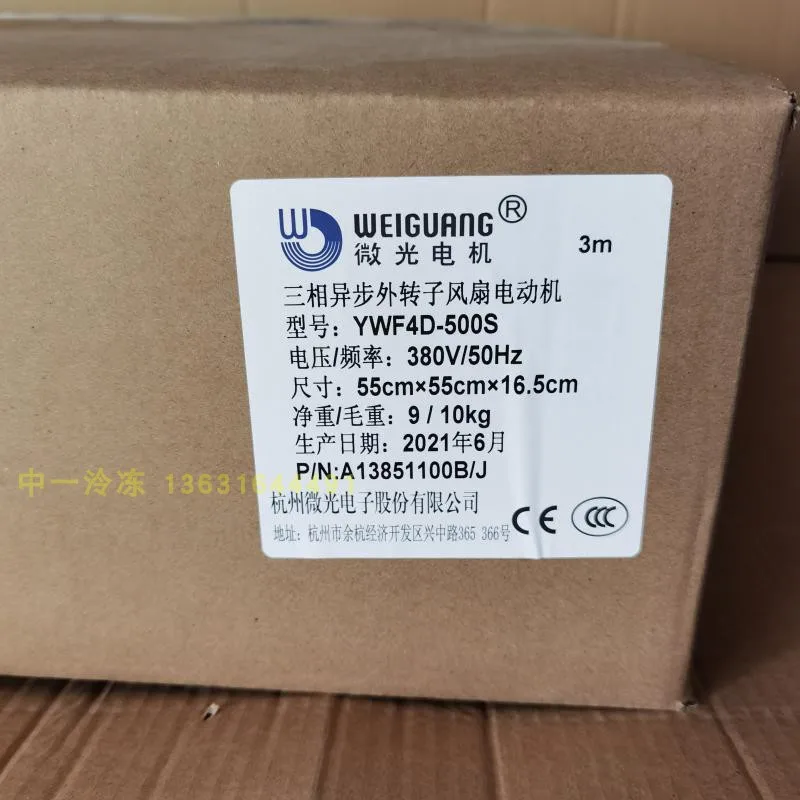 WEIGUANG®
微光电机
3m
三相异步外转子风扇电动机
型号：YWF4D-500S
电压/频率：380V/50Hz
尺寸：55cm×55cm×16.5cm
净重/毛重：9 / 10kg
生产日期：2021年6月
P/N:A13851100B/J
中一冷冻 13631644491
杭州微光电子股份有限公司
地址：杭州市余杭经济开发区兴中路365 366号
CE
CCC